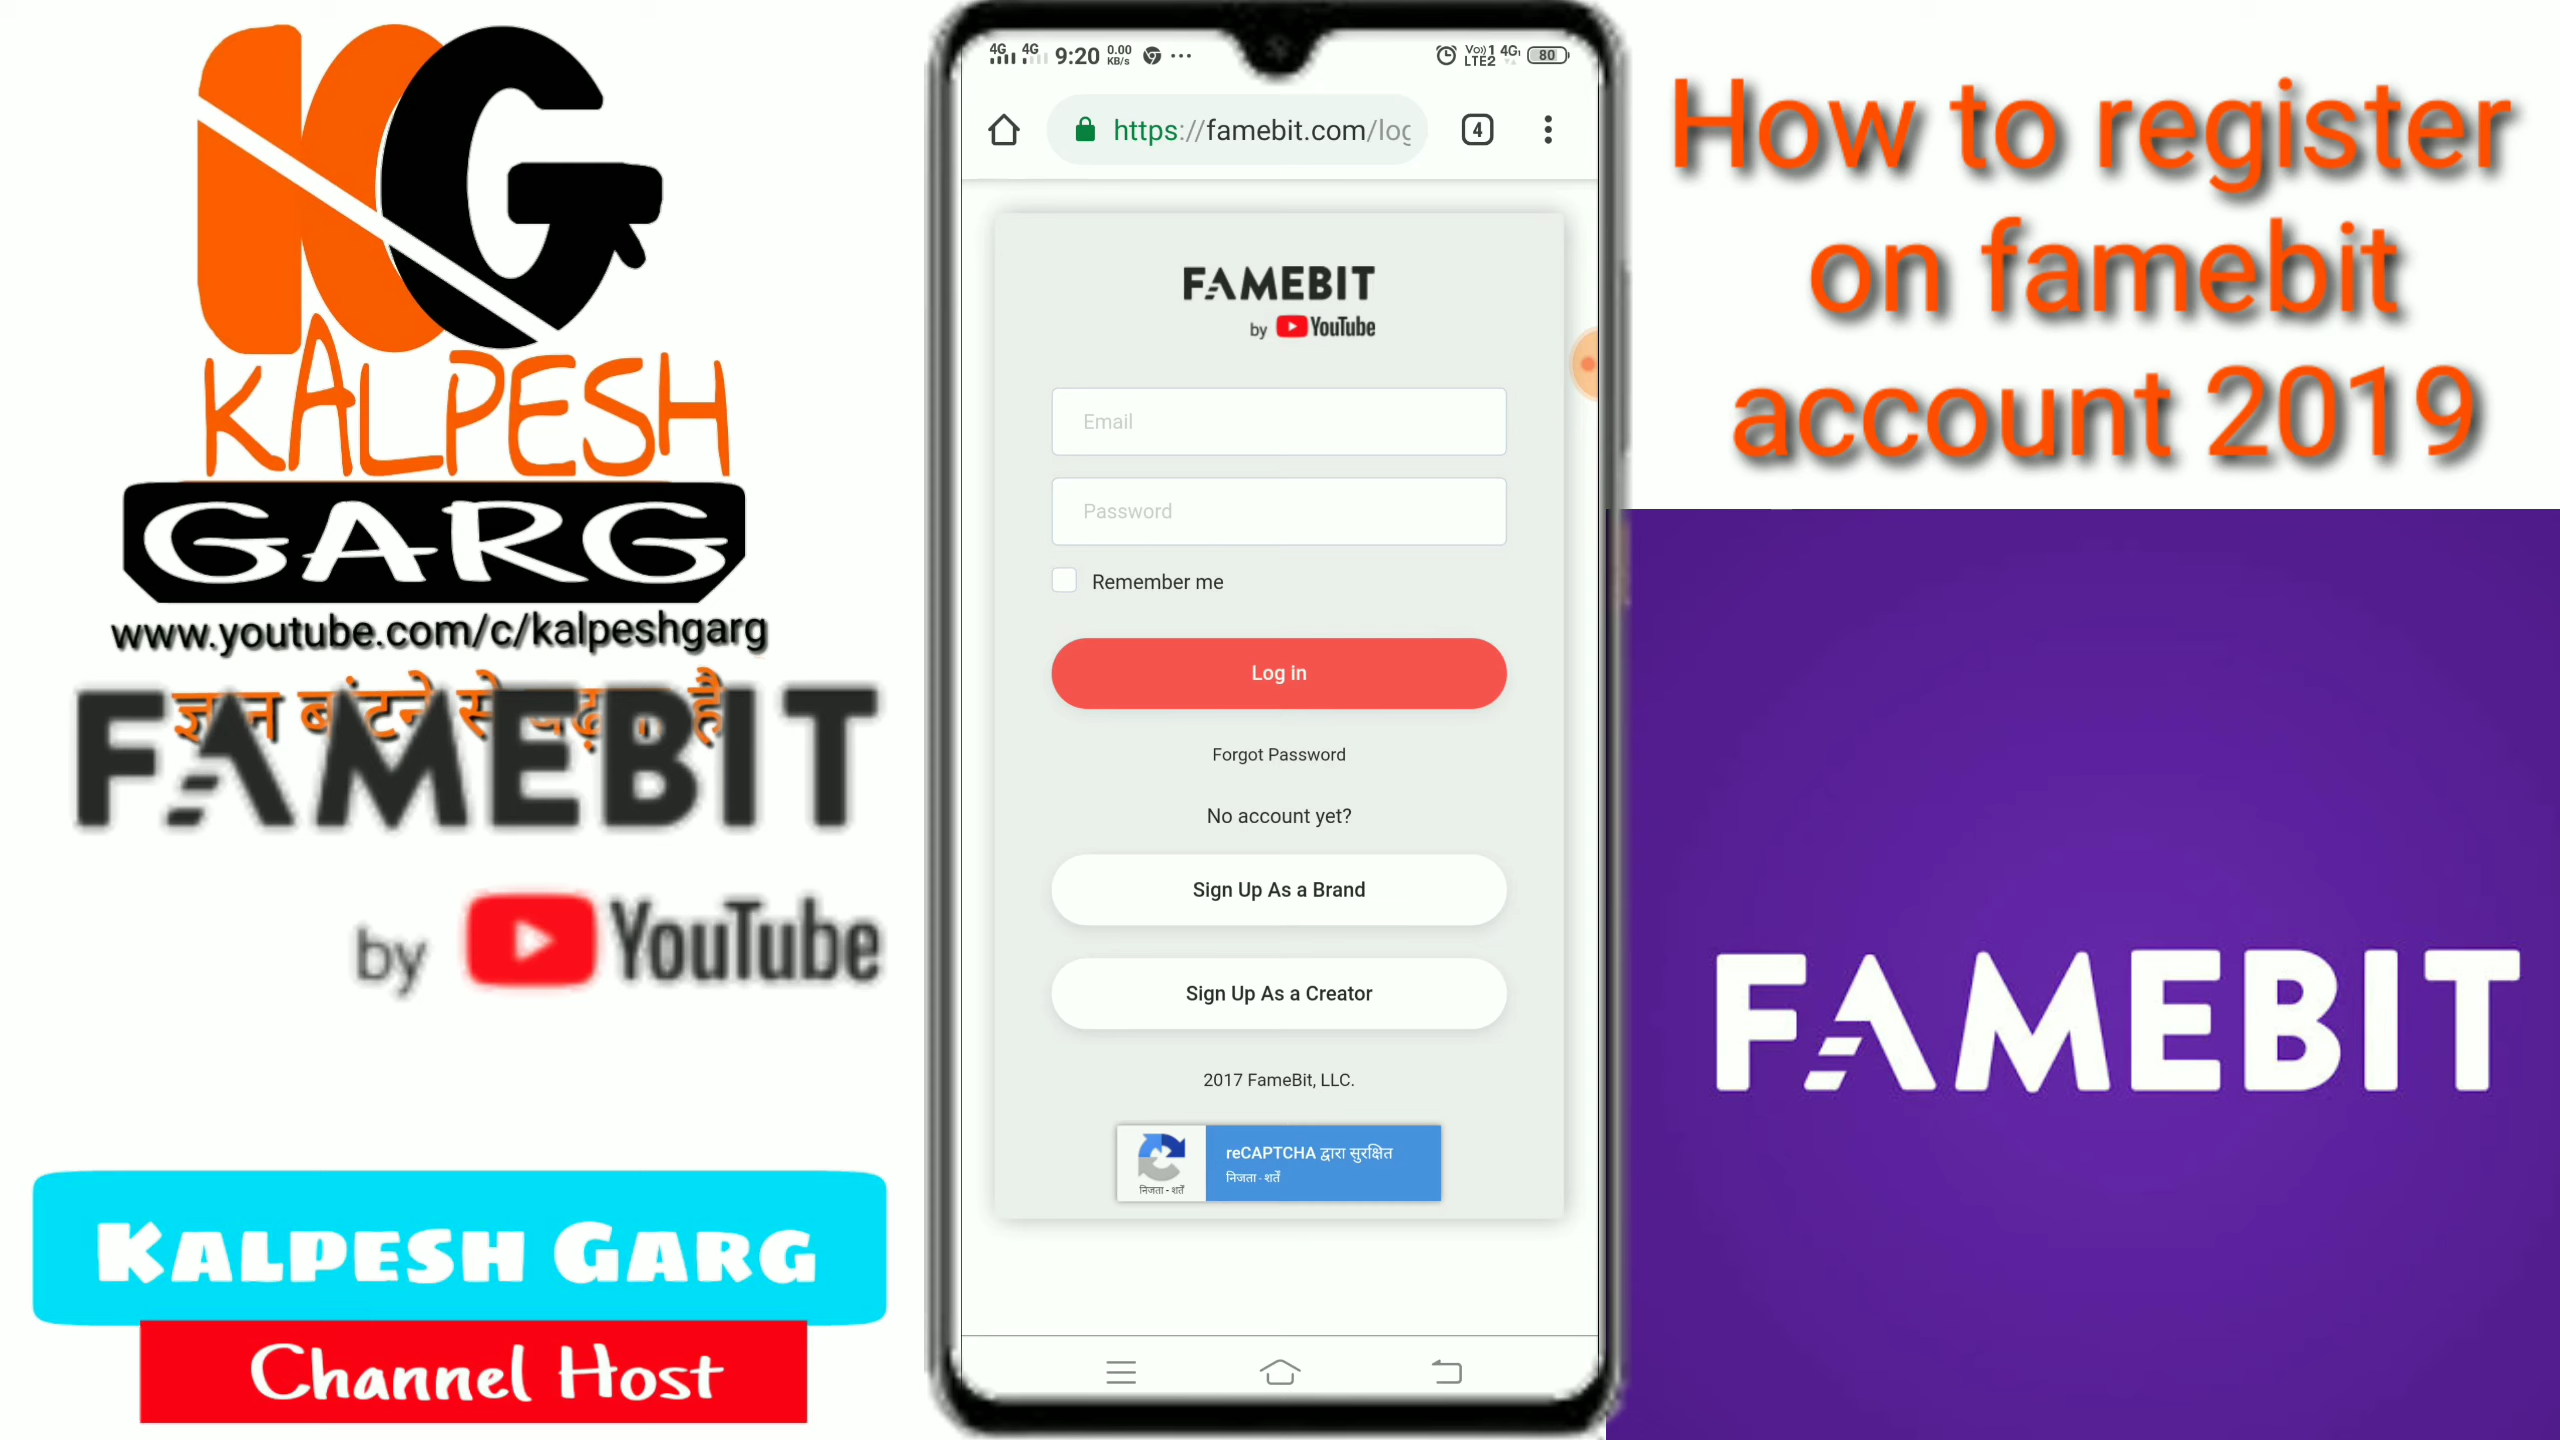 KG
KALPESH
GARG
www.youtube.com/c/kalpeshgarg
से है
FAMEBIT
by YouTube
KALPESH GARG
Channel Host
4G 4G 9:20 0.00 KB/s ... Vo))1 LTE2 4G 80
https://famebit.com/log
4
FAMEBIT
by YouTube
Email
Password
Remember me
Log in
Forgot Password
No account yet?
Sign Up As a Brand
Sign Up As a Creator
2017 FameBit, LLC.
reCAPTCHA द्वारा सुरक्षित
निजता - शर्तें
निजता - शर्तें
How to register
on famebit
account 2019
FAMEBIT